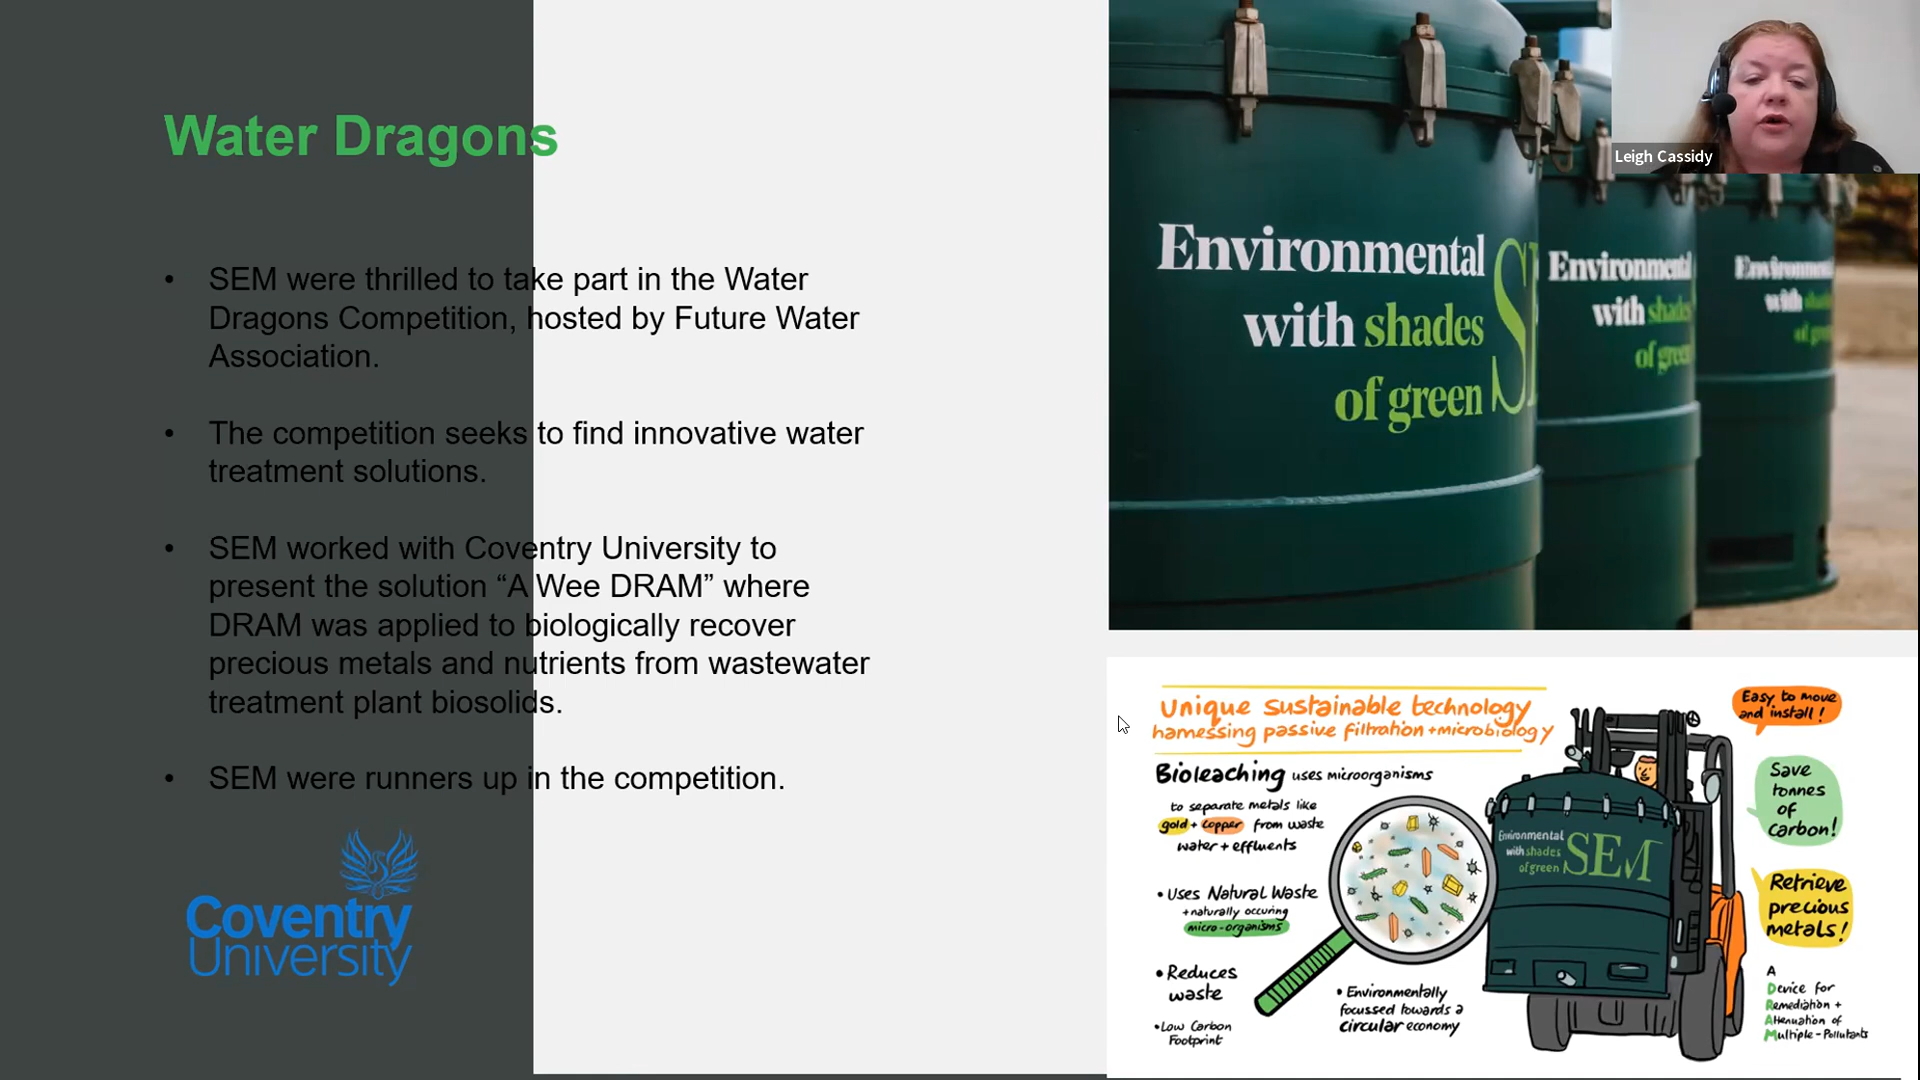 Water Dragons
• SEM were thrilled to take part in the Water
Dragons Competition, hosted by Future Water
Association.
• The competition seeks to find innovative water
treatment solutions.
• SEM worked with Coventry University to
present the solution “A Wee DRAM” where
DRAM was applied to biologically recover
precious metals and nutrients from wastewater
treatment plant biosolids.
• SEM were runners up in the competition.
Coventry
University
Environmental
with shades
of green
SE
Environmental
with shades
of green
Environmental
with shades
of green
Leigh Cassidy
Unique sustainable technology
harnessing passive filtration + microbiology
Bioleaching uses microorganisms
to separate metals like
gold + copper from waste
water + effluents
• Uses Natural Waste
+ naturally occuring
micro-organisms
• Reduces
waste
• Low Carbon
Footprint
• Environmentally
focussed towards a
circular economy
Environmental
with shades
of green
SEM
Easy to move
and install!
Save
tonnes
of
carbon!
Retrieve
precious
metals!
A
Device for
Remediation +
Attenuation of
Multiple-Pollutants